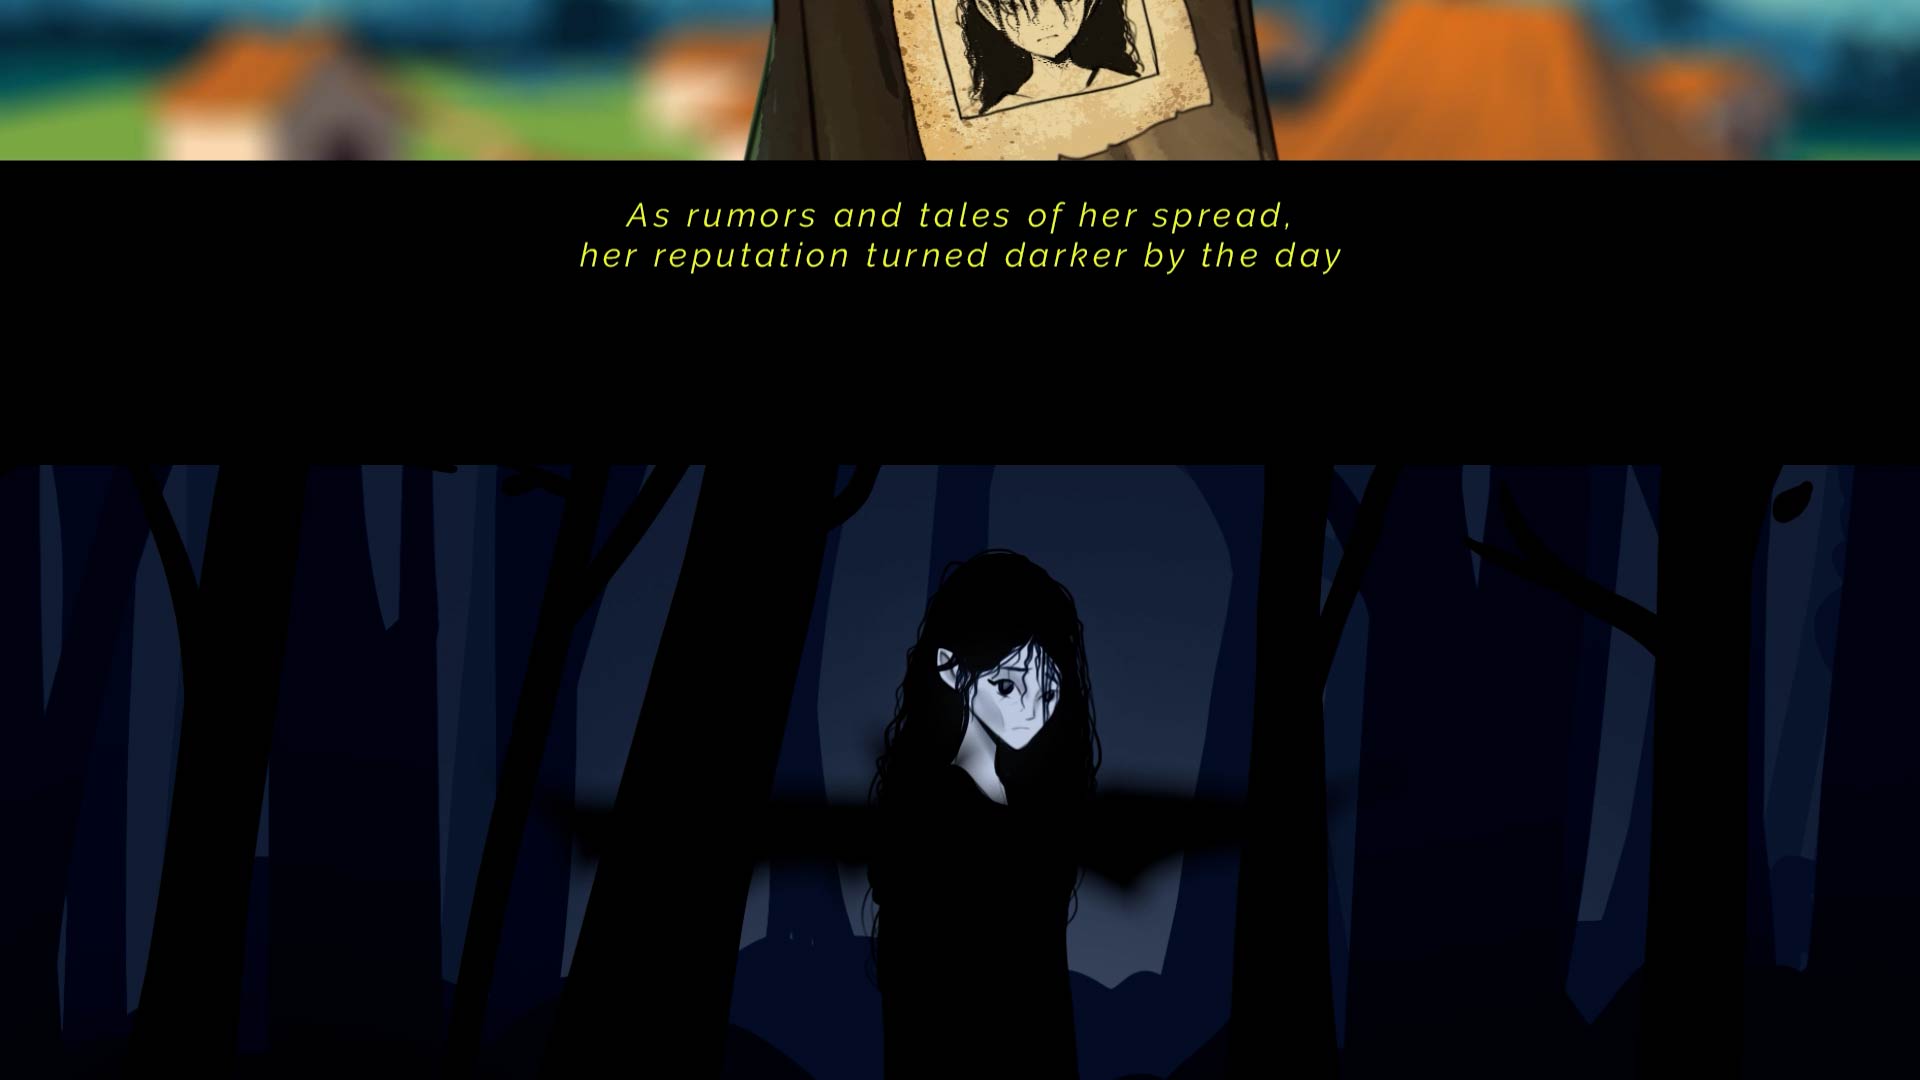 As rumors and tales of her spread,
her reputation turned darker by the day